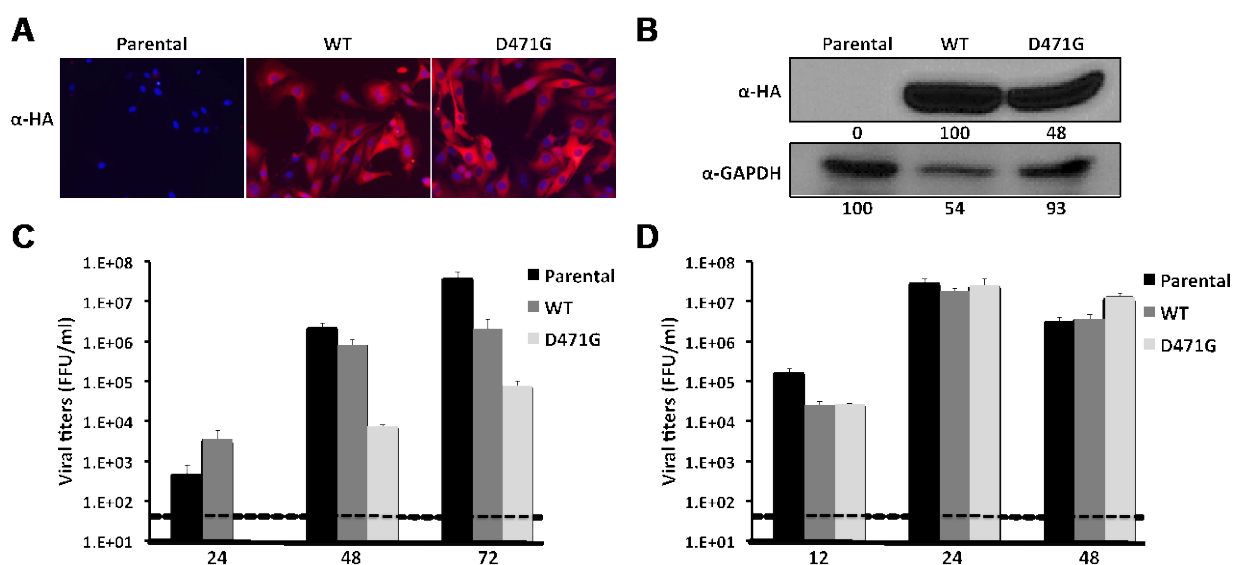 A
Parental WT D471G
α-HA
B
Parental WT D471G
α-HA
0 100 48
α-GAPDH
100 54 93
C
Viral titers (FFU/ml)
1.E+08
1.E+07
1.E+06
1.E+05
1.E+04
1.E+03
1.E+02
1.E+01
24 48 72
Parental
WT
D471G
D
Viral titers (FFU/ml)
1.E+08
1.E+07
1.E+06
1.E+05
1.E+04
1.E+03
1.E+02
1.E+01
12 24 48
Parental
WT
D471G